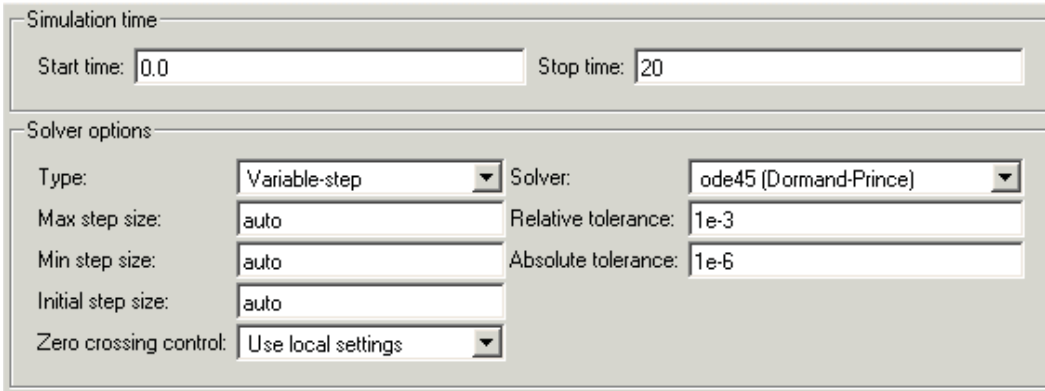 Simulation time
Start time: 0.0 Stop time: 20
Solver options
Type: Variable-step Solver: ode45 (Dormand-Prince)
Max step size: auto Relative tolerance: 1e-3
Min step size: auto Absolute tolerance: 1e-6
Initial step size: auto
Zero crossing control: Use local settings